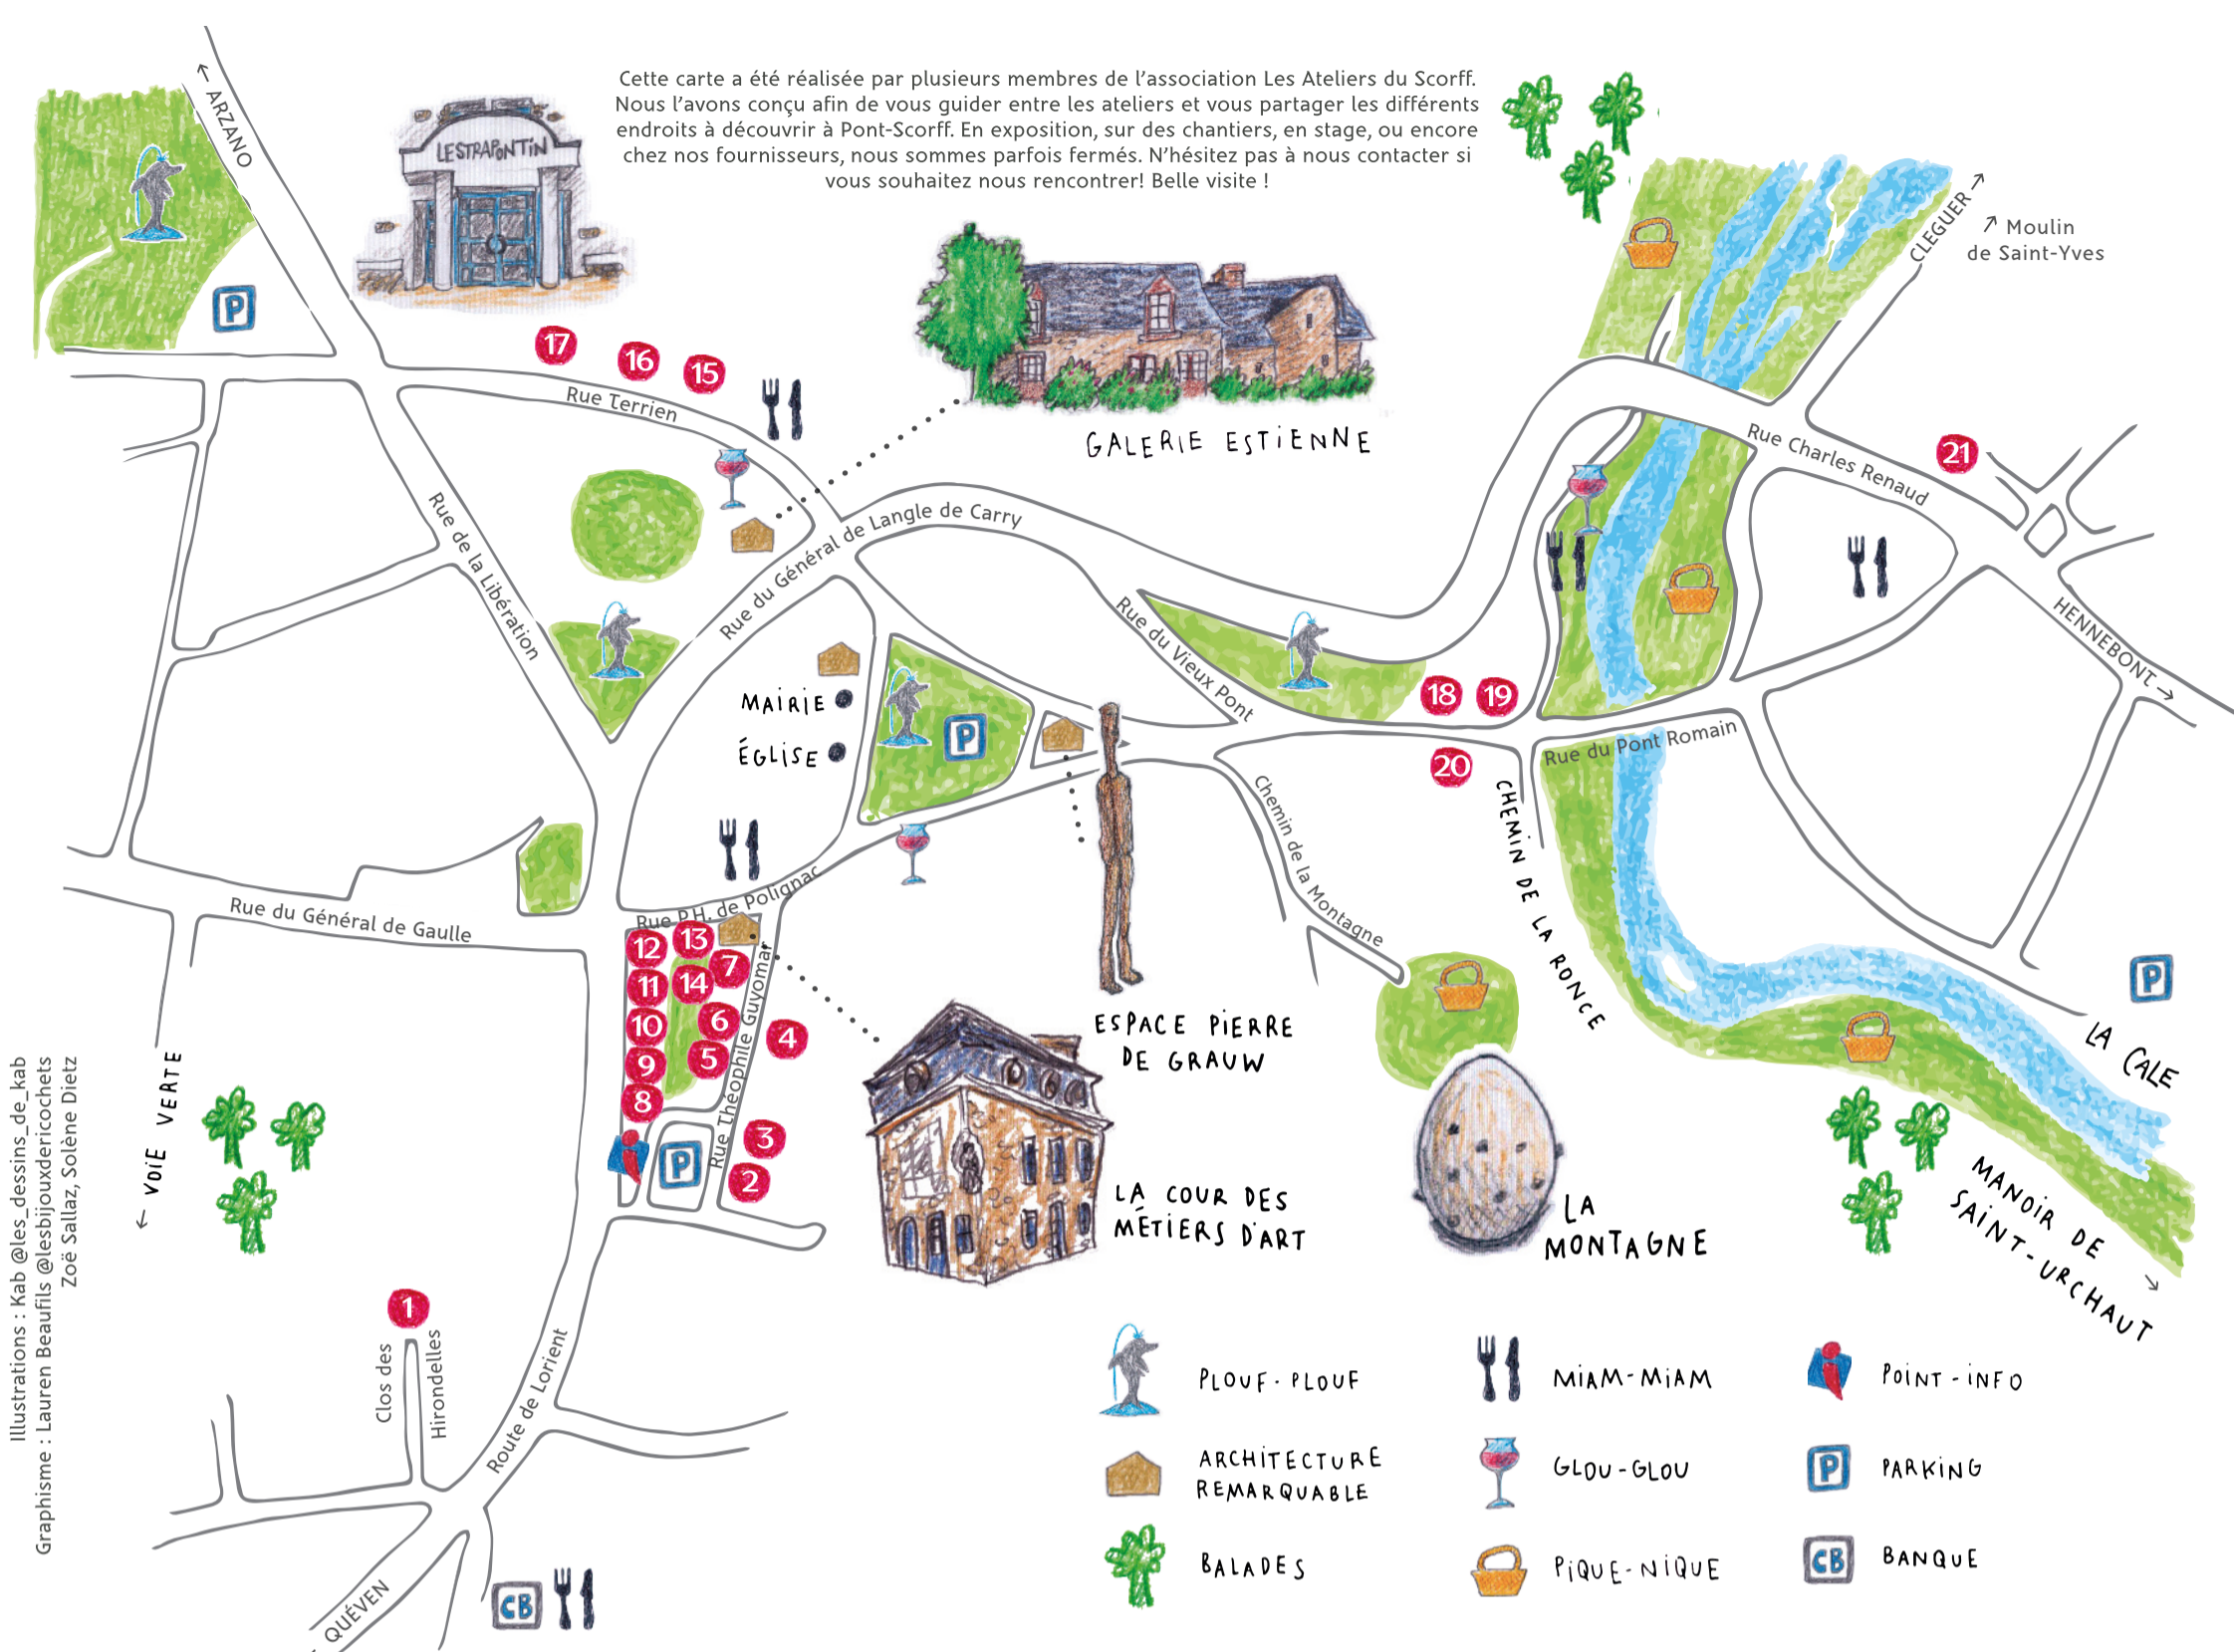 Cette carte a été réalisée par plusieurs membres de l'association Les Ateliers du Scorff.
Nous l'avons conçu afin de vous guider entre les ateliers et vous partager les différents
endroits à découvrir à Pont-Scorff. En exposition, sur des chantiers, en stage, ou encore
chez nos fournisseurs, nous sommes parfois fermés. N'hésitez pas à nous contacter si
vous souhaitez nous rencontrer! Belle visite !
← ARZANO
LESTRAPONTIN
P
17
16
15
Rue Terrien
GALERIE ESTIENNE
CLEGUER →
↗ Moulin
de Saint-Yves
Rue Charles Renaud
21
HENNEBONT →
Rue de la Libération
Rue du Général de Langle de Carry
Rue du Vieux Pont
MAIRIE
ÉGLISE
P
18
19
20
Rue du Pont Romain
CHEMIN DE LA RONCE
Chemin de la Montagne
Rue du Général de Gaulle
Rue P.H. de Polignac
12
13
7
11
14
10
6
9
5
8
4
3
2
P
Rue Théophile Guyomar
ESPACE PIERRE
DE GRAUW
LA COUR DES
MÉTIERS D'ART
LA
MONTAGNE
P
LA CALE
MANOIR DE
SAINT-URCHAUT →
← VOIE VERTE
1
Clos des
Hirondelles
Route de Lorient
QUÉVEN
CB
PLOUF-PLOUF
MIAM-MIAM
POINT-INFO
ARCHITECTURE
REMARQUABLE
GLOU-GLOU
P
PARKING
BALADES
PIQUE-NIQUE
CB
BANQUE
Illustrations : Kab @les_dessins_de_kab
Graphisme : Lauren Beaufils @lesbijouxdericochets
Zoë Sallaz, Solène Dietz